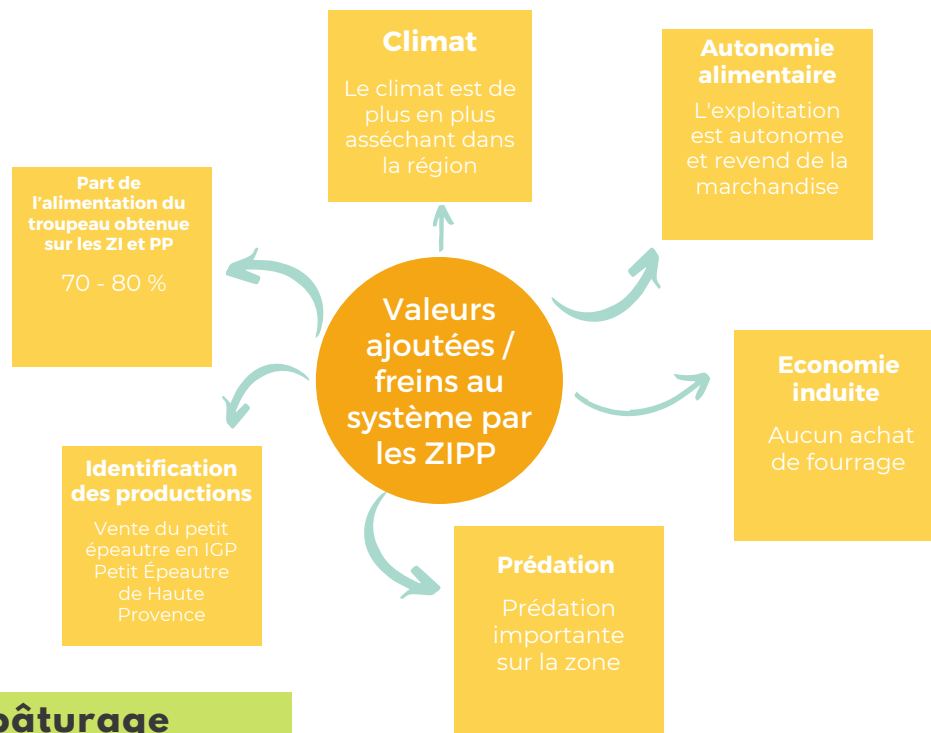 Climat
Le climat est de
plus en plus
asséchant dans
la région
Autonomie
alimentaire
L'exploitation
est autonome
et revend de la
marchandise
Part de
l'alimentation du
troupeau obtenue
sur les ZI et PP
70 - 80 %
Valeurs
ajoutées /
freins au
système par
les ZIPP
Economie
induite
Aucun achat
de fourrage
Identification
des productions
Vente du petit
épeautre en IGP
Petit Épeautre
de Haute
Provence
Prédation
Prédation
importante
sur la zone
pâturage